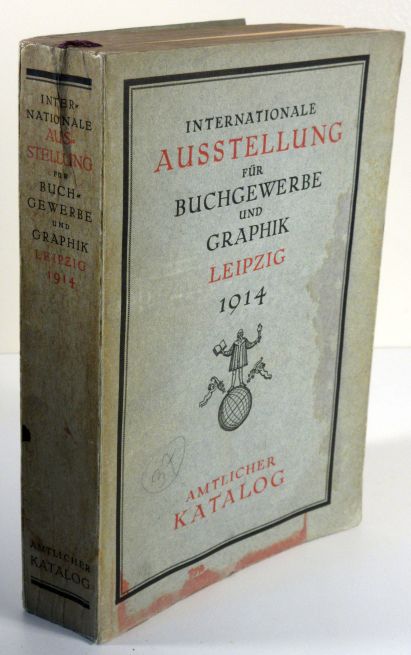 INTER-
NATIONALE
AUS-
STELLUNG
FÜR
BUCH-
GEWERBE
UND
GRAPHIK
LEIPZIG
1914
AMTLICHER
KATALOG
INTERNATIONALE
AUSSTELLUNG
FÜR
BUCHGEWERBE
UND
GRAPHIK
LEIPZIG
1914
AMTLICHER
KATALOG